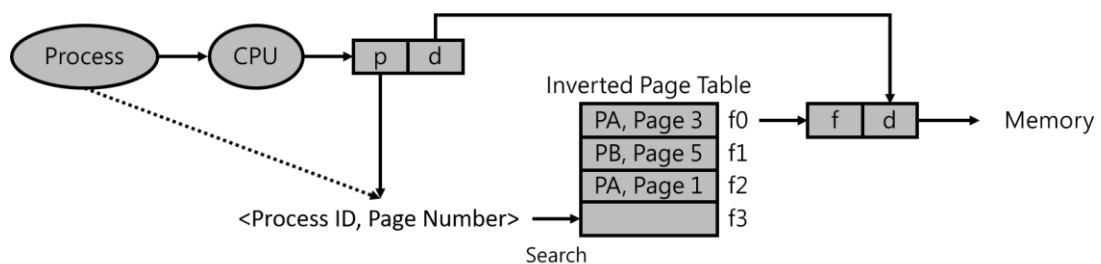 Process
CPU
p d
Inverted Page Table
PA, Page 3 f0
PB, Page 5 f1
PA, Page 1 f2
f3
f d
Memory
<Process ID, Page Number>
Search